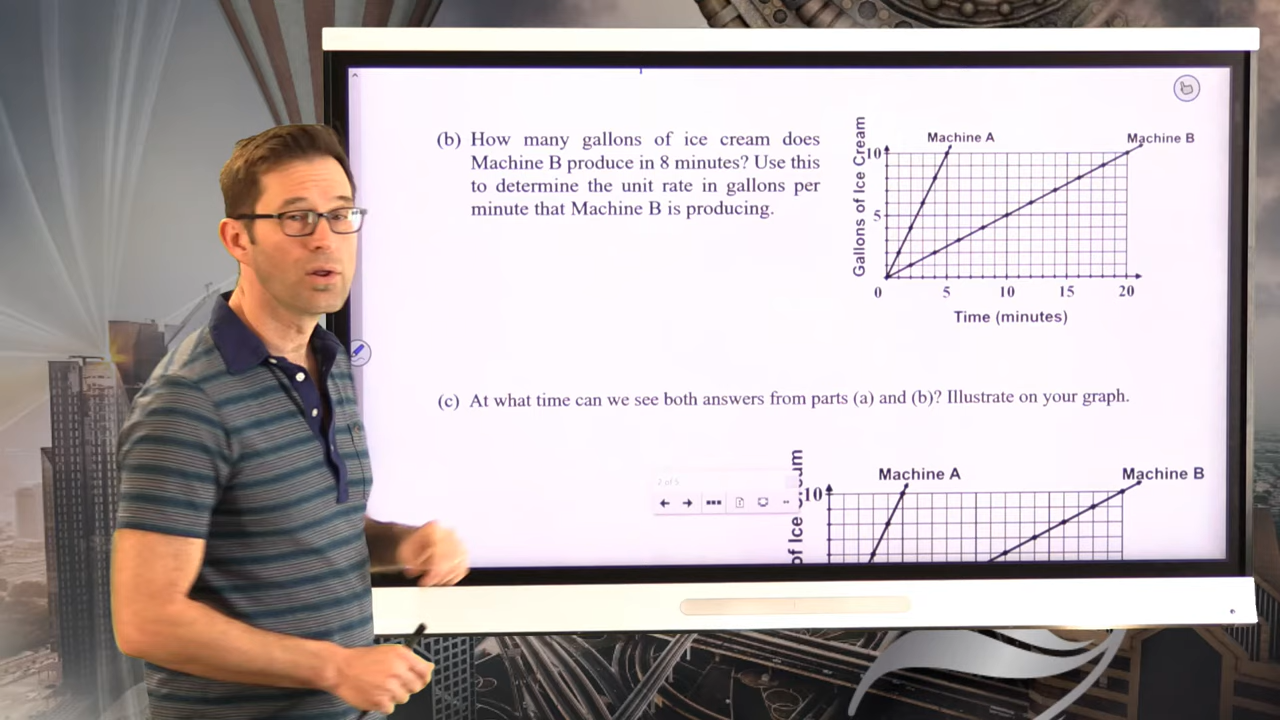 (b) How many gallons of ice cream does
Machine B produce in 8 minutes? Use this
to determine the unit rate in gallons per
minute that Machine B is producing.
Gallons of Ice Cream
Machine A
Machine B
10
5
0
5
10
15
20
Time (minutes)
(c) At what time can we see both answers from parts (a) and (b)? Illustrate on your graph.
2 of 5
of Ice
10
Machine A
Machine B